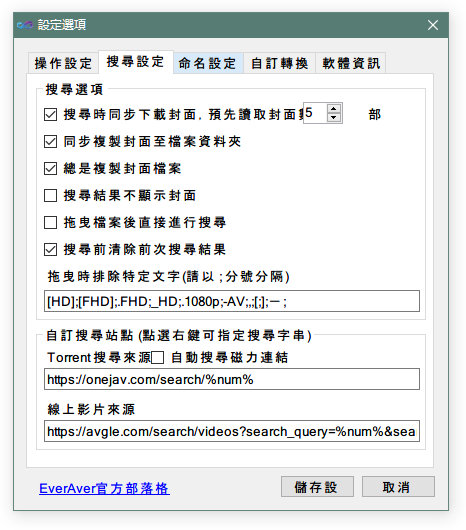 設定選項
操作設定 搜尋設定 命名設定 自訂轉換 軟體資訊
搜尋選項
搜尋時同步下載封面, 預先讀取封面 5 部
同步複製封面至檔案資料夾
總是複製封面檔案
搜尋結果不顯示封面
拖曳檔案後直接進行搜尋
搜尋前清除前次搜尋結果
拖曳時排除特定文字(請以 ; 分號分隔)
[HD];[FHD];.FHD;_HD;.1080p;-AV;,;[;];一 ;
自訂搜尋站點 (點選右鍵可指定搜尋字串)
Torrent搜尋來源 自動搜尋磁力連結
https://onejav.com/search/%num%
線上影片來源
https://avgle.com/search/videos?search_query=%num%&sea
EverAver官方部落格 儲存設 取消